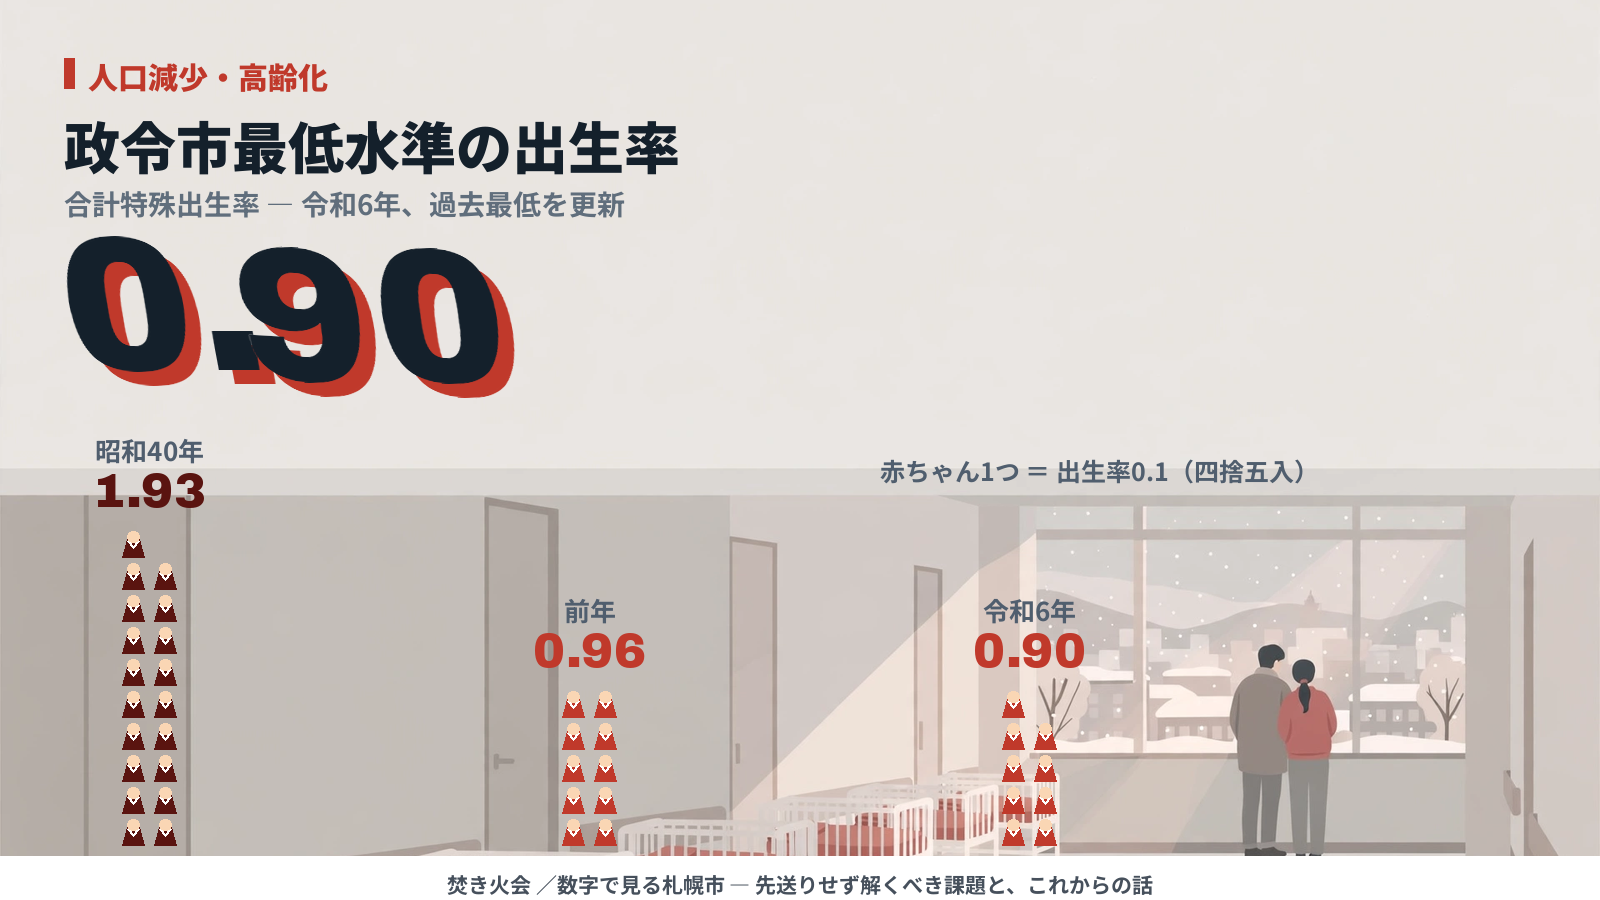 人口減少・高齢化
政令市最低水準の出生率
合計特殊出生率 ― 令和6年、過去最低を更新
0.90
昭和40年
1.93
赤ちゃん1つ ＝ 出生率0.1（四捨五入）
前年
0.96
令和6年
0.90
焚き火会 ／数字で見る札幌市 ― 先送りせず解くべき課題と、これからの話